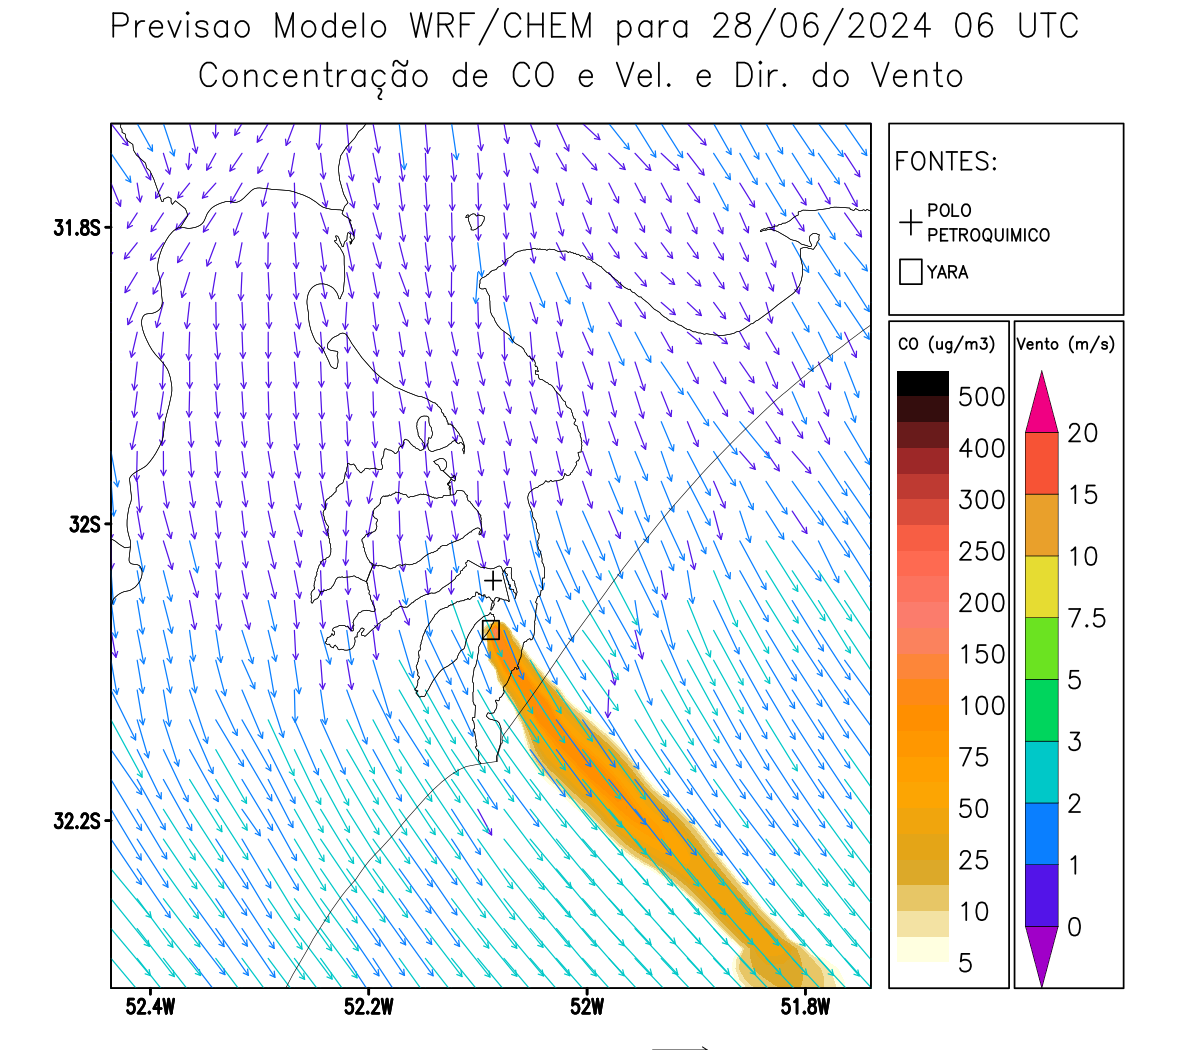 Previsao Modelo WRF/CHEM para 28/06/2024 06 UTC
Concentração de CO e Vel. e Dir. do Vento
FONTES:
POLO
PETROQUIMICO
YARA
CO (ug/m3)
500
400
300
250
200
150
100
75
50
25
10
5
Vento (m/s)
20
15
10
7.5
5
3
2
1
0
31.8S
32S
32.2S
52.4W
52.2W
52W
51.8W